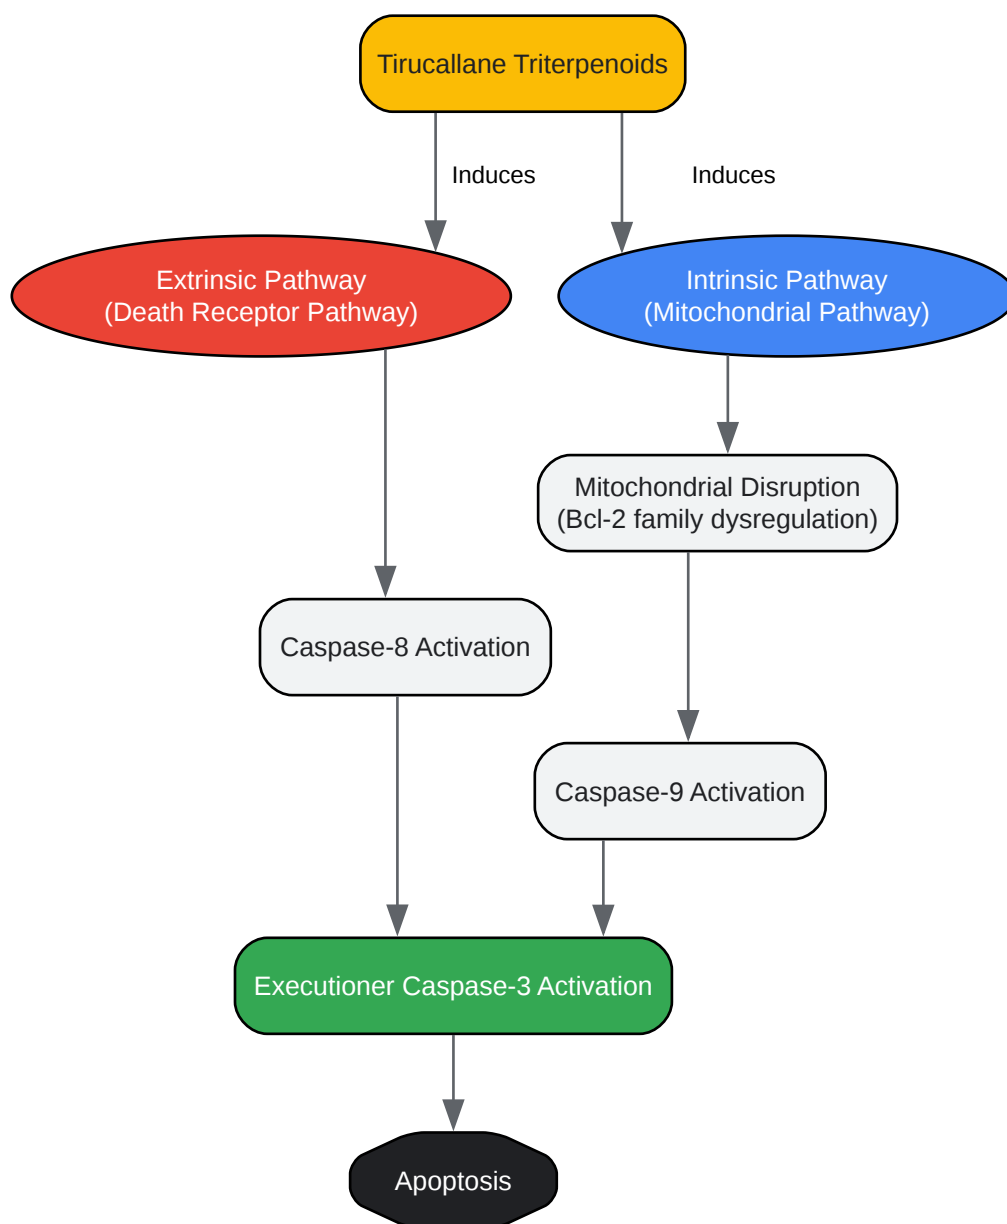 Tirucallane Triterpenoids
Induces
Induces
Extrinsic Pathway
(Death Receptor Pathway)
Intrinsic Pathway
(Mitochondrial Pathway)
Mitochondrial Disruption
(Bcl-2 family dysregulation)
Caspase-8 Activation
Caspase-9 Activation
Executioner Caspase-3 Activation
Apoptosis